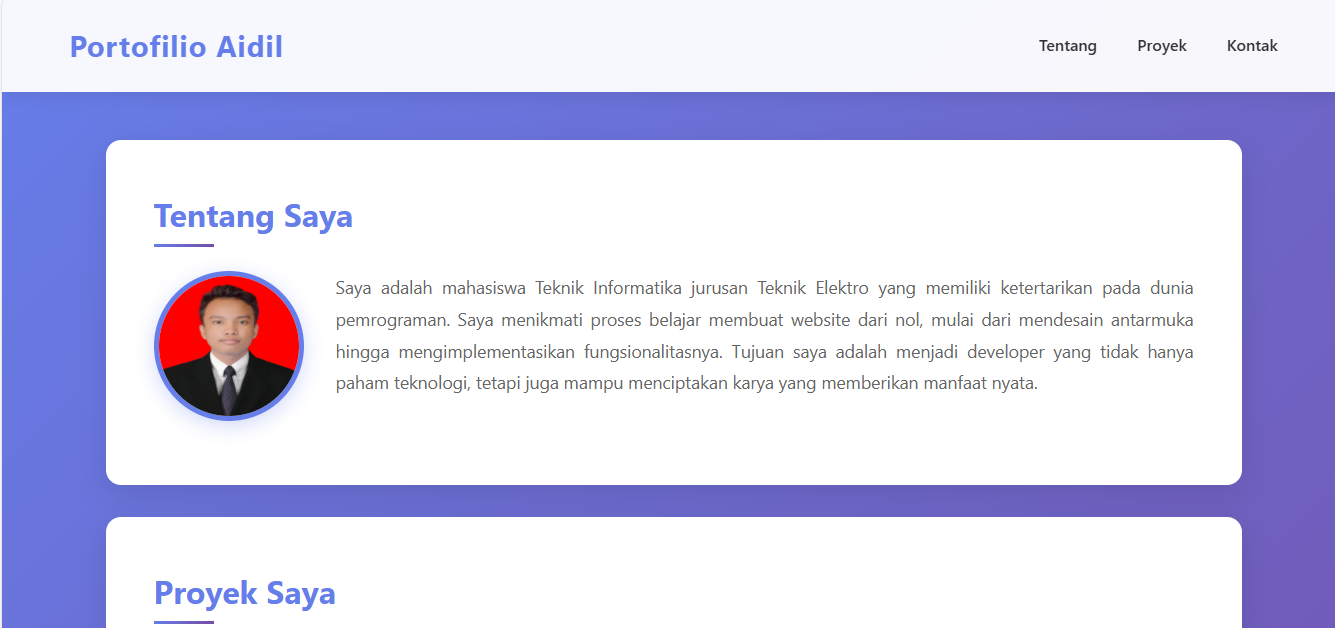 Portofilio Aidil
Tentang
Proyek
Kontak
Tentang Saya
Saya adalah mahasiswa Teknik Informatika jurusan Teknik Elektro yang memiliki ketertarikan pada dunia
pemrograman. Saya menikmati proses belajar membuat website dari nol, mulai dari mendesain antarmuka
hingga mengimplementasikan fungsionalitasnya. Tujuan saya adalah menjadi developer yang tidak hanya
paham teknologi, tetapi juga mampu menciptakan karya yang memberikan manfaat nyata.
Proyek Saya